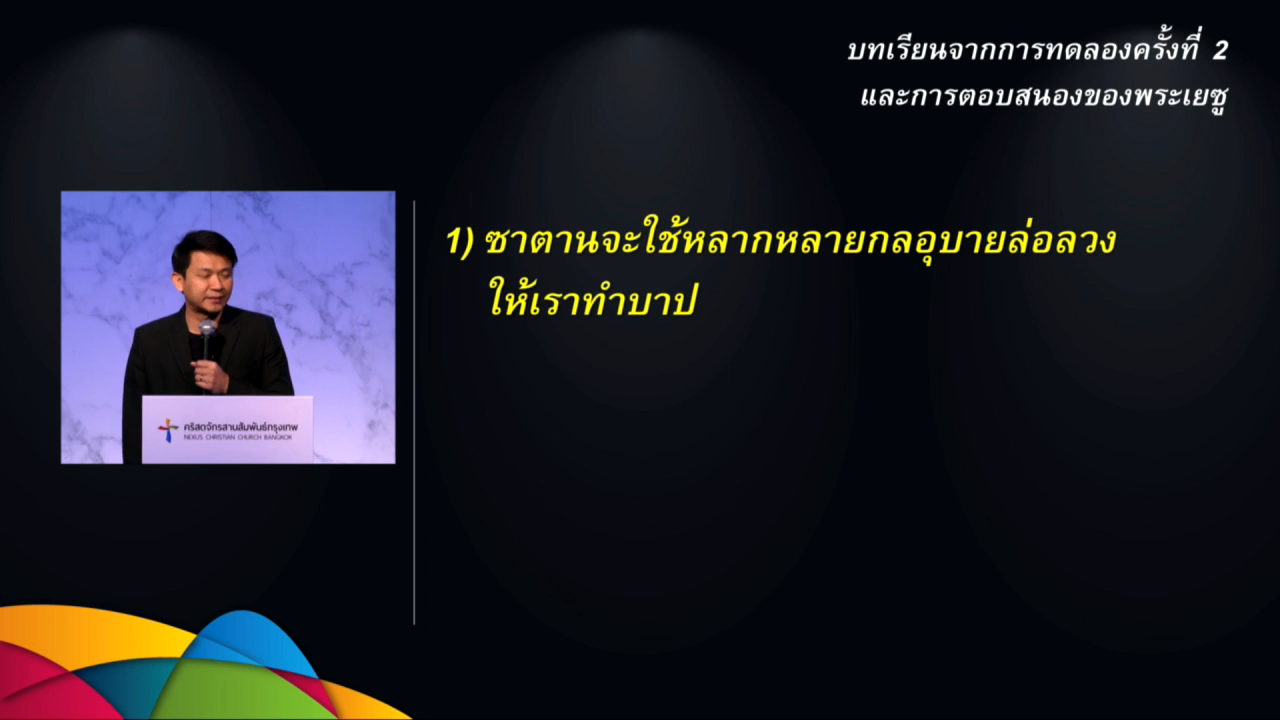 บทเรียนจากการทดลองครั้งที่ 2
และการตอบสนองของพระเยซู
1) ซาตานจะใช้หลากหลายกลอุบายล่อลวง
ให้เราทำบาป
คริสตจักรสานสัมพันธ์กรุงเทพ
NEXUS CHRISTIAN CHURCH BANGKOK